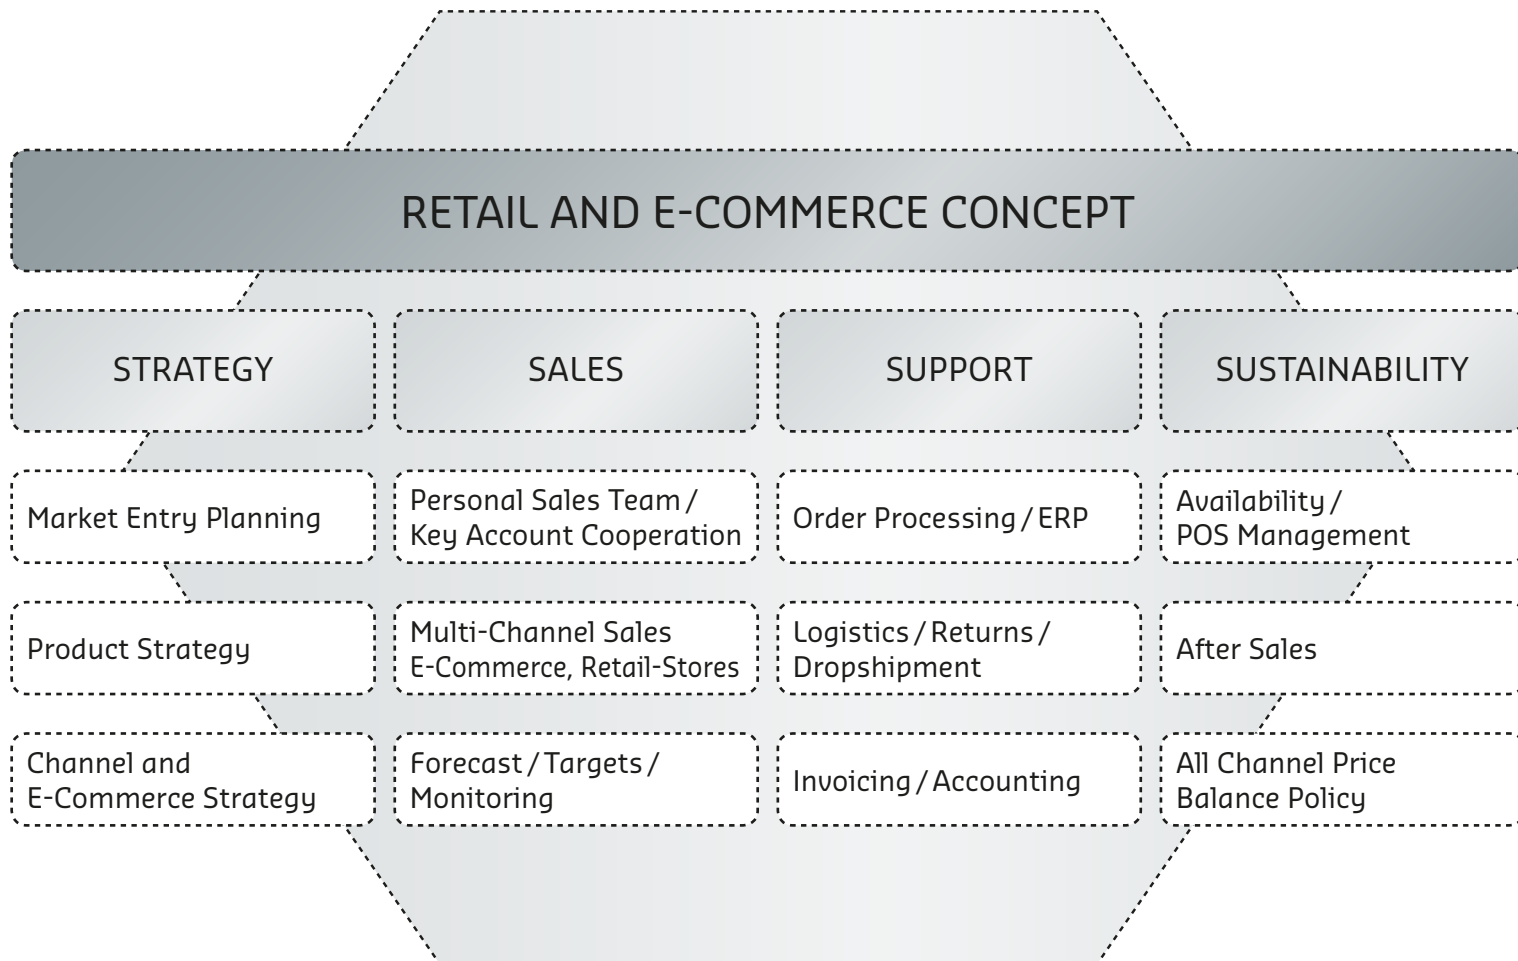 RETAIL AND E-COMMERCE CONCEPT
STRATEGY
SALES
SUPPORT
SUSTAINABILITY
Market Entry Planning
Personal Sales Team /
Key Account Cooperation
Order Processing / ERP
Availability /
POS Management
Product Strategy
Multi-Channel Sales
E-Commerce, Retail-Stores
Logistics / Returns /
Dropshipment
After Sales
Channel and
E-Commerce Strategy
Forecast / Targets /
Monitoring
Invoicing / Accounting
All Channel Price
Balance Policy